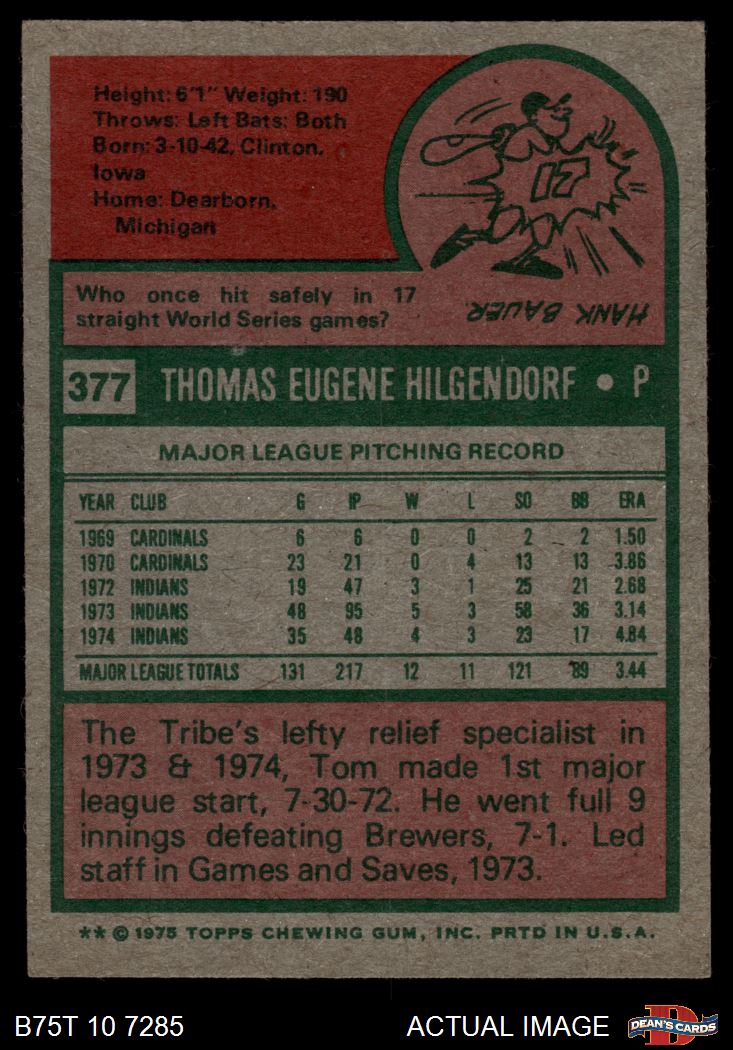 Height: 6'1" Weight: 190
Throws: Left Bats: Both
Born: 3-10-42, Clinton,
Iowa
Home: Dearborn,
Michigan
17
HANK BAUER
Who once hit safely in 17
straight World Series games?
377 THOMAS EUGENE HILGENDORF • P
MAJOR LEAGUE PITCHING RECORD
YEAR CLUB G IP W L SO BB ERA
1969 CARDINALS 6 6 0 0 2 2 1.50
1970 CARDINALS 23 21 0 4 13 13 3.86
1972 INDIANS 19 47 3 1 25 21 2.68
1973 INDIANS 48 95 5 3 58 36 3.14
1974 INDIANS 35 48 4 3 23 17 4.84
MAJOR LEAGUE TOTALS 131 217 12 11 121 89 3.44
The Tribe's lefty relief specialist in
1973 & 1974, Tom made 1st major
league start, 7-30-72. He went full 9
innings defeating Brewers, 7-1. Led
staff in Games and Saves, 1973.
** © 1975 TOPPS CHEWING GUM, INC. PRTD IN U.S.A.
B75T 10 7285 ACTUAL IMAGE DEAN'S CARDS